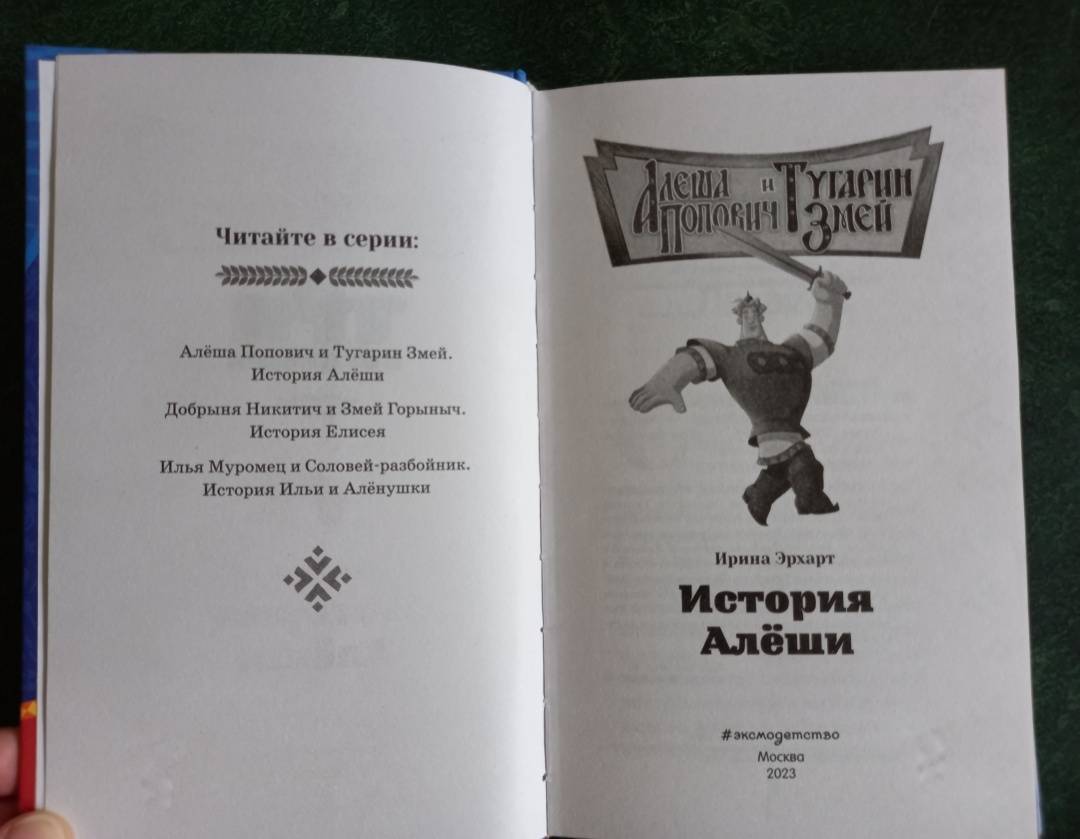 Читайте в серии:
Алёша Попович и Тугарин Змей.
История Алёши
Добрыня Никитич и Змей Горыныч.
История Елисея
Илья Муромец и Соловей-разбойник.
История Ильи и Алёнушки
Алеша Попович и Тугарин Змей
Ирина Эрхарт
История
Алёши
#эксмодетство
Москва
2023